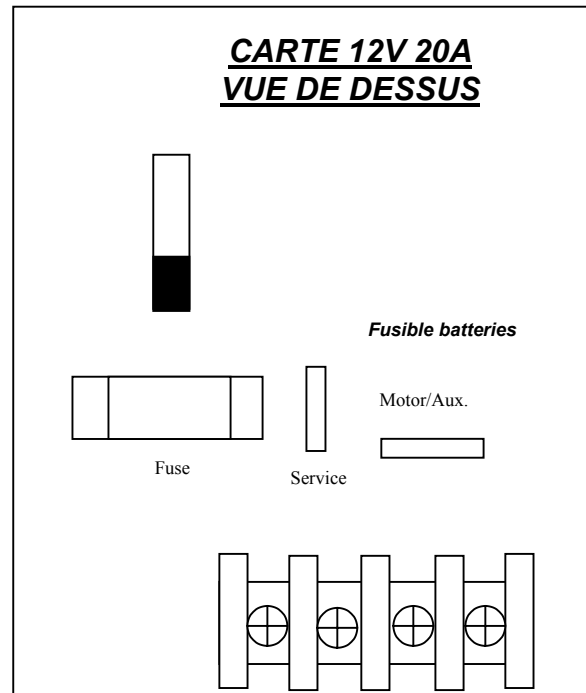 CARTE 12V 20A
VUE DE DESSUS
Fusible batteries
Motor/Aux.
Fuse
Service